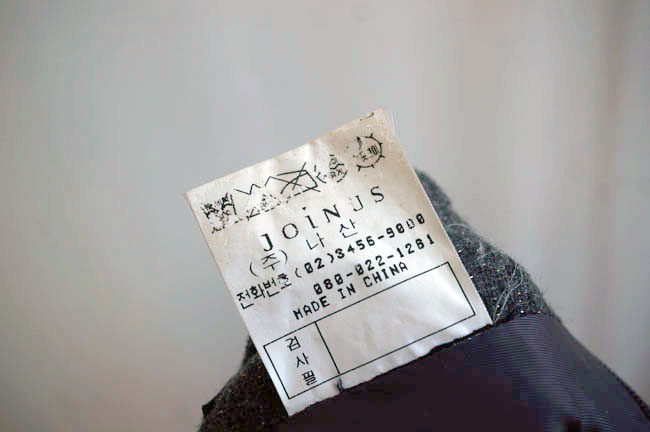 JOINUS
(주) 나 산
전화번호(02)3456-9000
080-022-1281
MADE IN CHINA
검
사
필